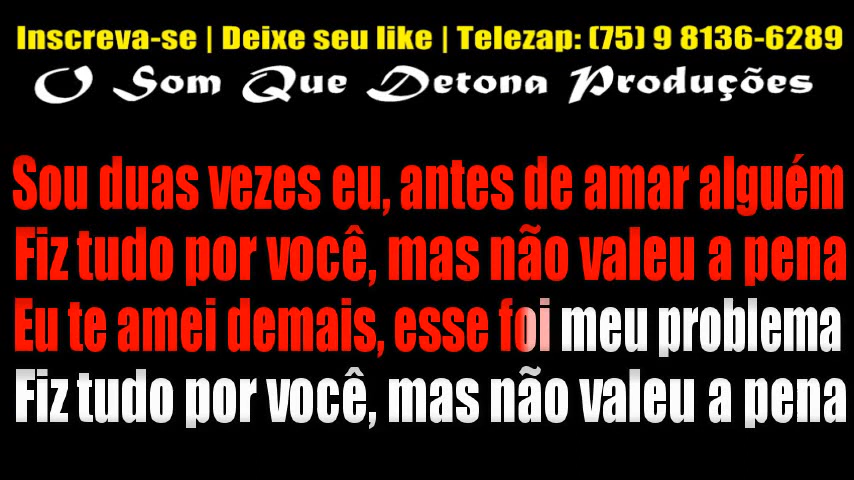 Inscreva-se | Deixe seu like | Telezap: (75) 9 8136-6289
O Som Que Detona Produções
Sou duas vezes eu, antes de amar alguém
Fiz tudo por você, mas não valeu a pena
Eu te amei demais, esse foi meu problema
Fiz tudo por você, mas não valeu a pena